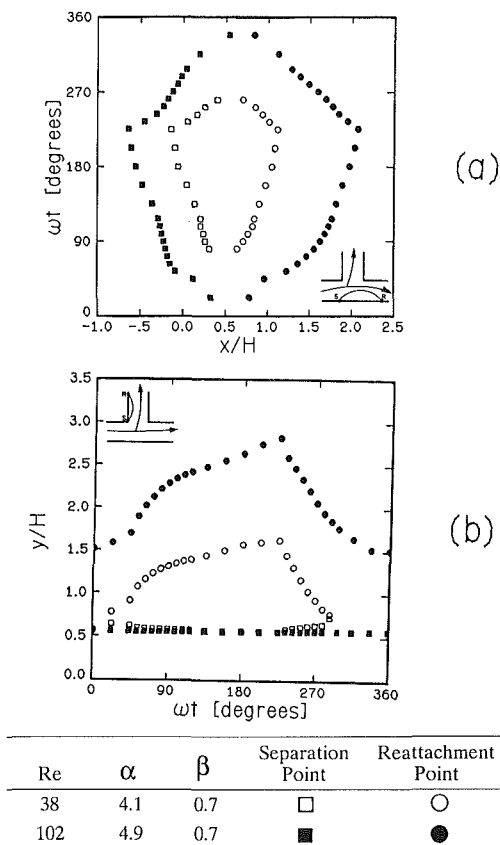 360
270
180
90
0
ωt [degrees]
-1.0 -0.5 0.0 0.5 1.0 1.5 2.0 2.5
x/H
S R
(a)
3.5
3.0
2.5
2.0
1.5
1.0
0.5
0.0
y/H
R
S
0 90 180 270 360
ωt [degrees]
(b)
Re α β Separation Point Reattachment Point
38 4.1 0.7 □ ○
102 4.9 0.7 ■ ●